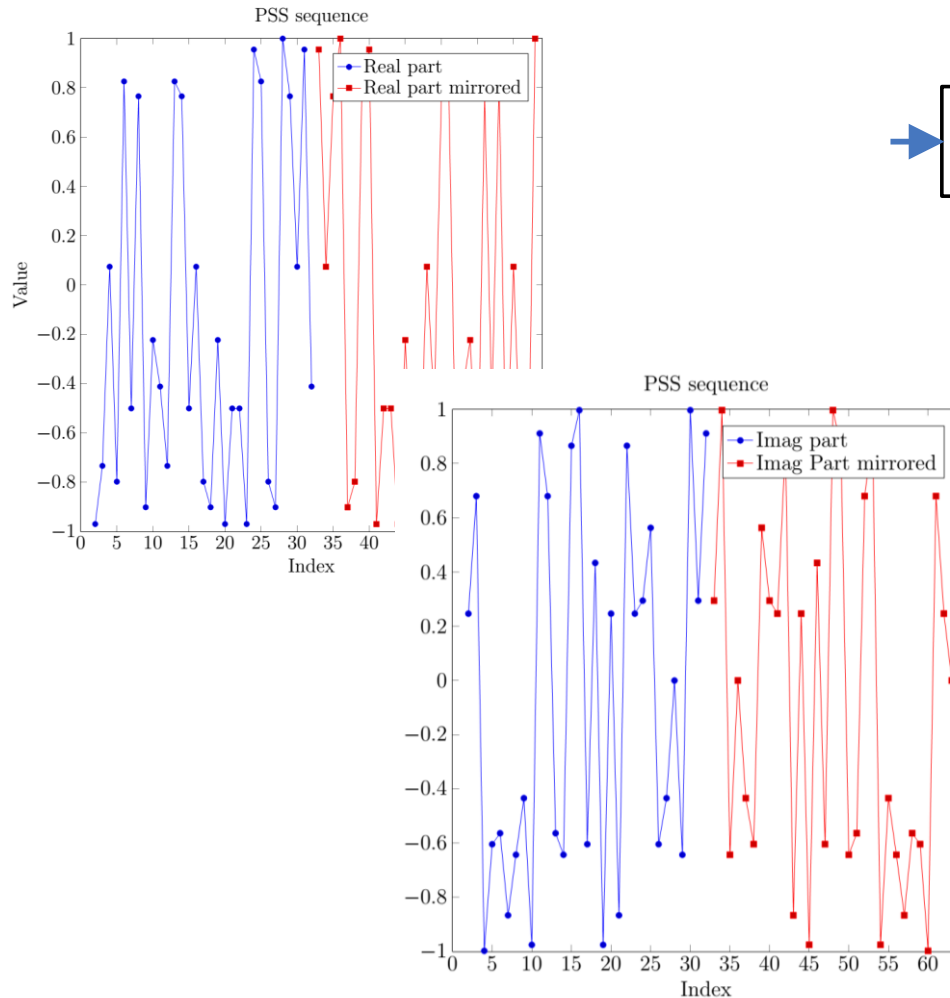 PSS sequence
1
Real part
Real part mirrored
0.8
0.6
0.4
0.2
0
−0.2
−0.4
−0.6
−0.8
−1
Value
0 5 10 15 20 25 30 35 40
Index
PSS sequence
1
Imag part
Imag Part mirrored
0.8
0.6
0.4
0.2
0
−0.2
−0.4
−0.6
−0.8
−1
0 5 10 15 20 25 30 35 40 45 50 55 60
Index